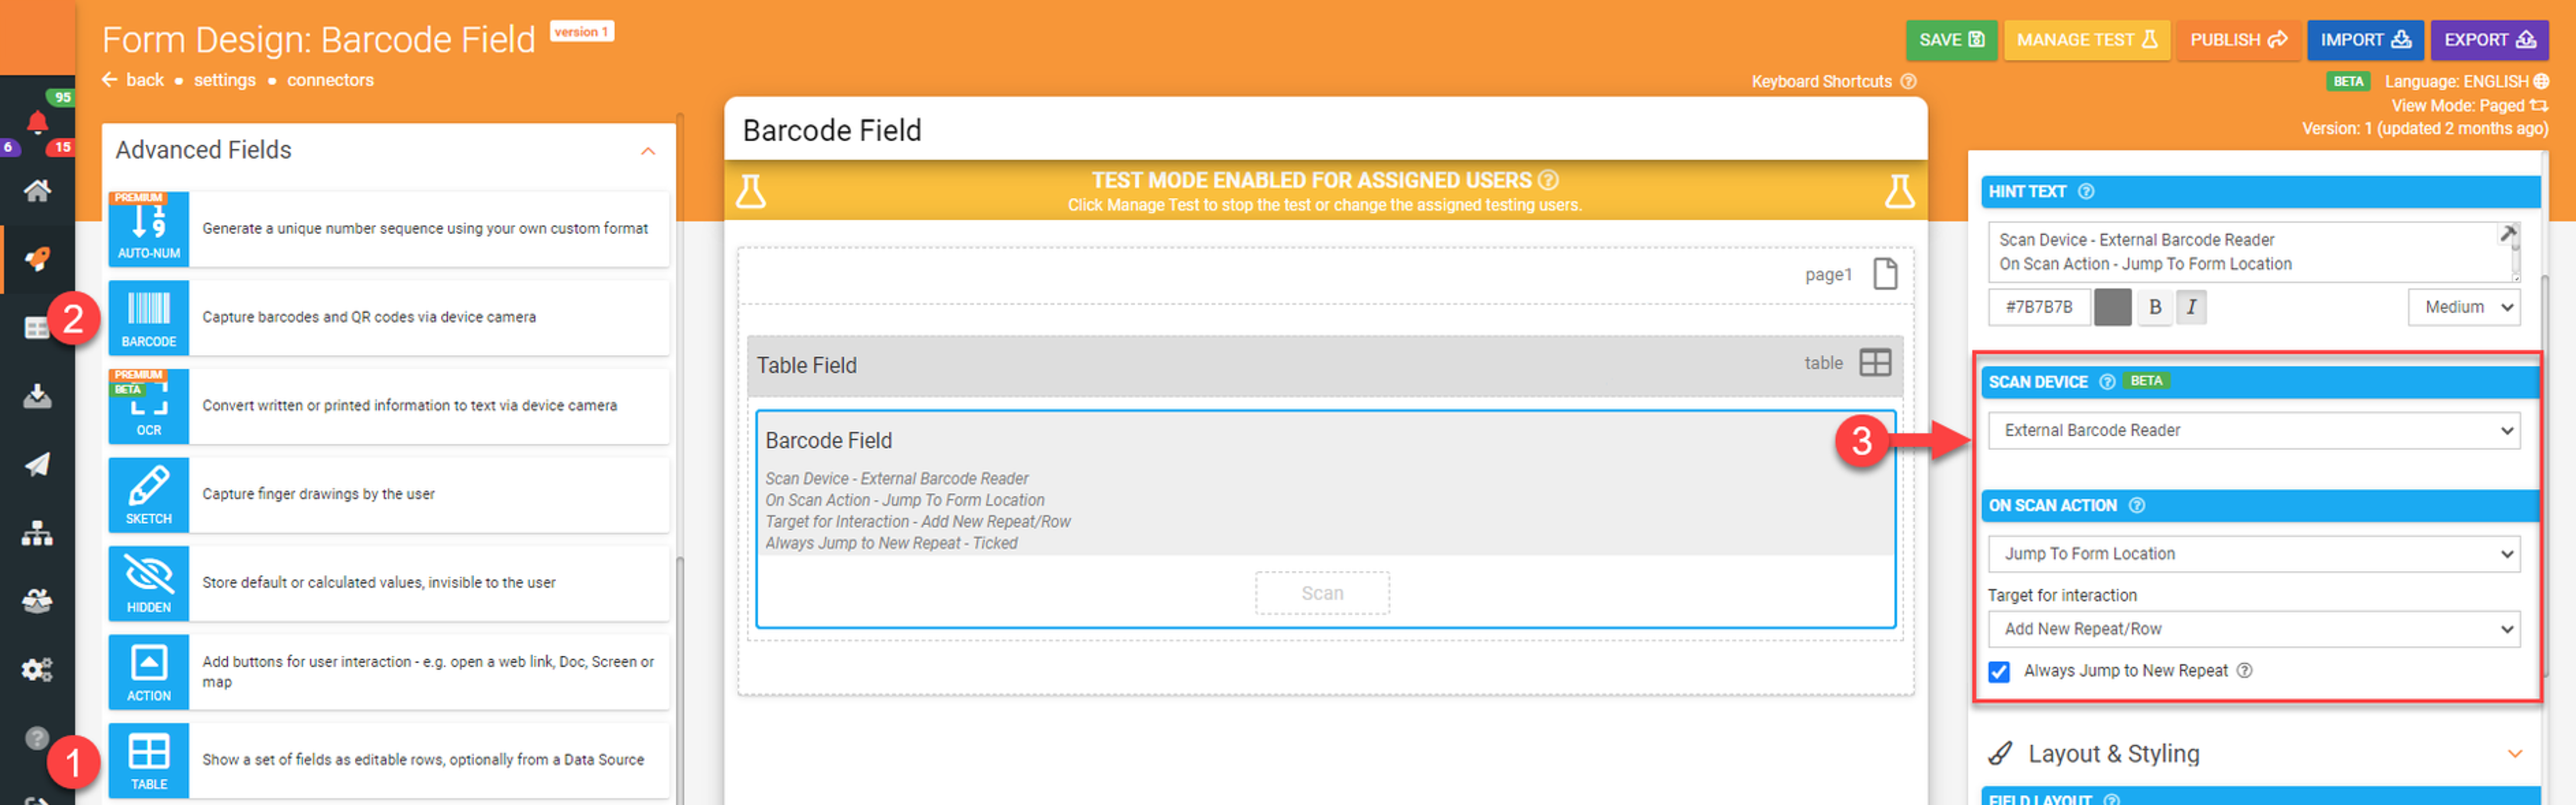 Form Design: Barcode Field
version 1
back • settings • connectors
SAVE
MANAGE TEST
PUBLISH
IMPORT
EXPORT
Keyboard Shortcuts
BETA
Language: ENGLISH
View Mode: Paged
Version: 1 (updated 2 months ago)
95
6
15
2
1
Advanced Fields
PREMIUM
1
9
AUTO-NUM
Generate a unique number sequence using your own custom format
BARCODE
Capture barcodes and QR codes via device camera
PREMIUM
BETA
OCR
Convert written or printed information to text via device camera
SKETCH
Capture finger drawings by the user
HIDDEN
Store default or calculated values, invisible to the user
ACTION
Add buttons for user interaction - e.g. open a web link, Doc, Screen or
map
TABLE
Show a set of fields as editable rows, optionally from a Data Source
Barcode Field
TEST MODE ENABLED FOR ASSIGNED USERS
Click Manage Test to stop the test or change the assigned testing users.
page1
Table Field
table
Barcode Field
Scan Device - External Barcode Reader
On Scan Action - Jump To Form Location
Target for Interaction - Add New Repeat/Row
Always Jump to New Repeat - Ticked
Scan
3
HINT TEXT
Scan Device - External Barcode Reader
On Scan Action - Jump To Form Location
#7B7B7B
B
I
Medium
SCAN DEVICE
BETA
External Barcode Reader
ON SCAN ACTION
Jump To Form Location
Target for interaction
Add New Repeat/Row
Always Jump to New Repeat
Layout & Styling
FIELD LAYOUT